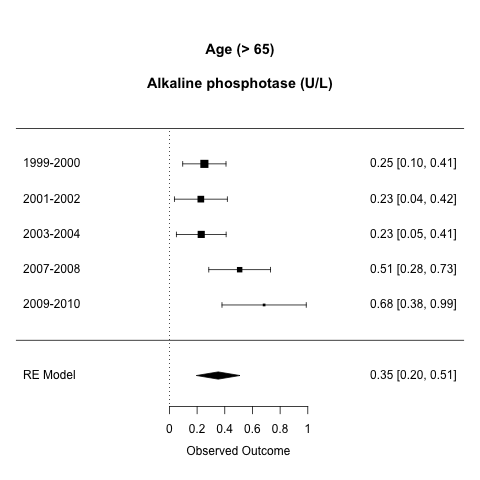 Age (> 65)
Alkaline phosphotase (U/L)
1999-2000 0.25 [0.10, 0.41]
2001-2002 0.23 [0.04, 0.42]
2003-2004 0.23 [0.05, 0.41]
2007-2008 0.51 [0.28, 0.73]
2009-2010 0.68 [0.38, 0.99]
RE Model 0.35 [0.20, 0.51]
0 0.2 0.4 0.6 0.8 1
Observed Outcome